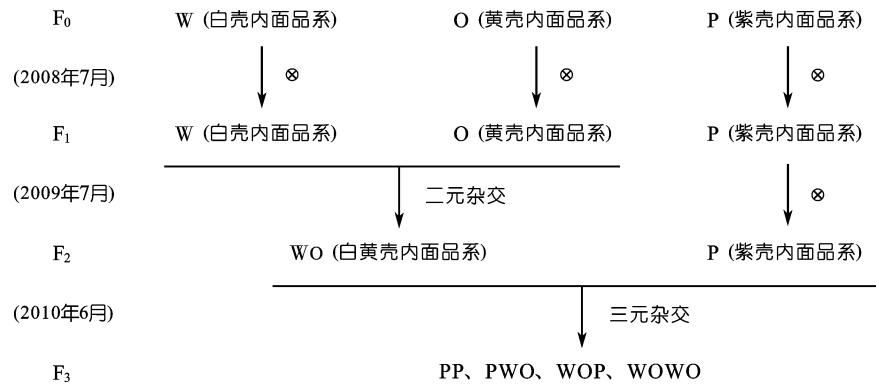 F₀ W (白壳内面品系) O (黄壳内面品系) P (紫壳内面品系)
(2008年7月) ⊗ ⊗ ⊗
F₁ W (白壳内面品系) O (黄壳内面品系) P (紫壳内面品系)
(2009年7月) 二元杂交 ⊗
F₂ WO (白黄壳内面品系) P (紫壳内面品系)
(2010年6月) 三元杂交
F₃ PP、PWO、WOP、WOWO